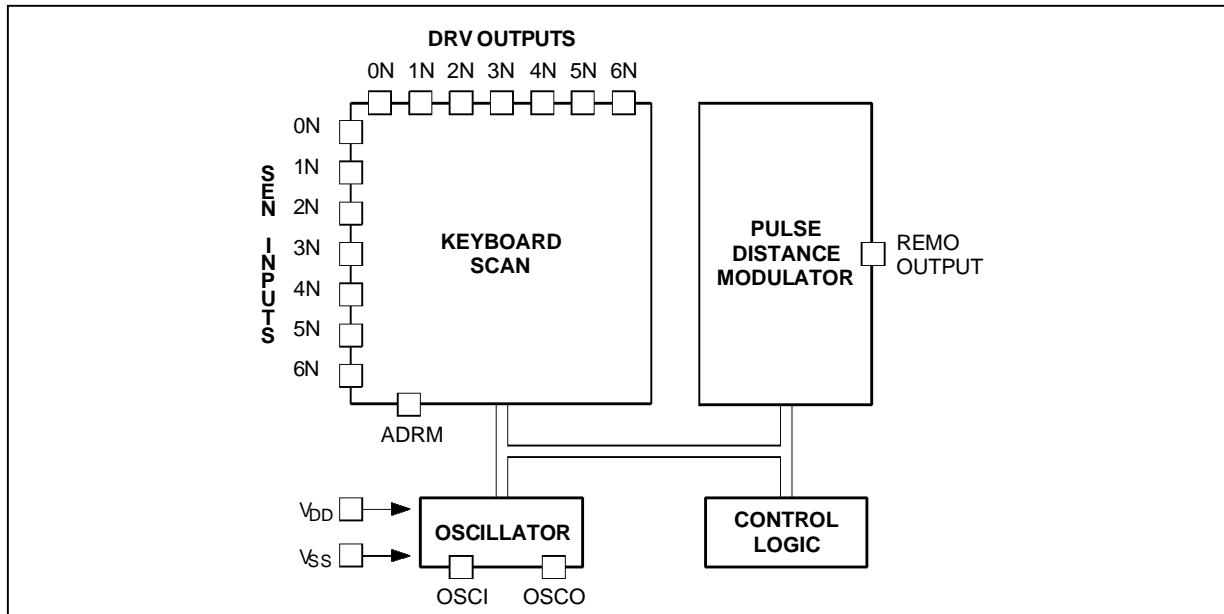 DRV OUTPUTS
0N 1N 2N 3N 4N 5N 6N
SEN INPUTS
0N
1N
2N
3N
4N
5N
6N
KEYBOARD
SCAN
ADRM
PULSE
DISTANCE
MODULATOR
REMO
OUTPUT
VDD
VSS
OSCILLATOR
OSCI OSCO
CONTROL
LOGIC